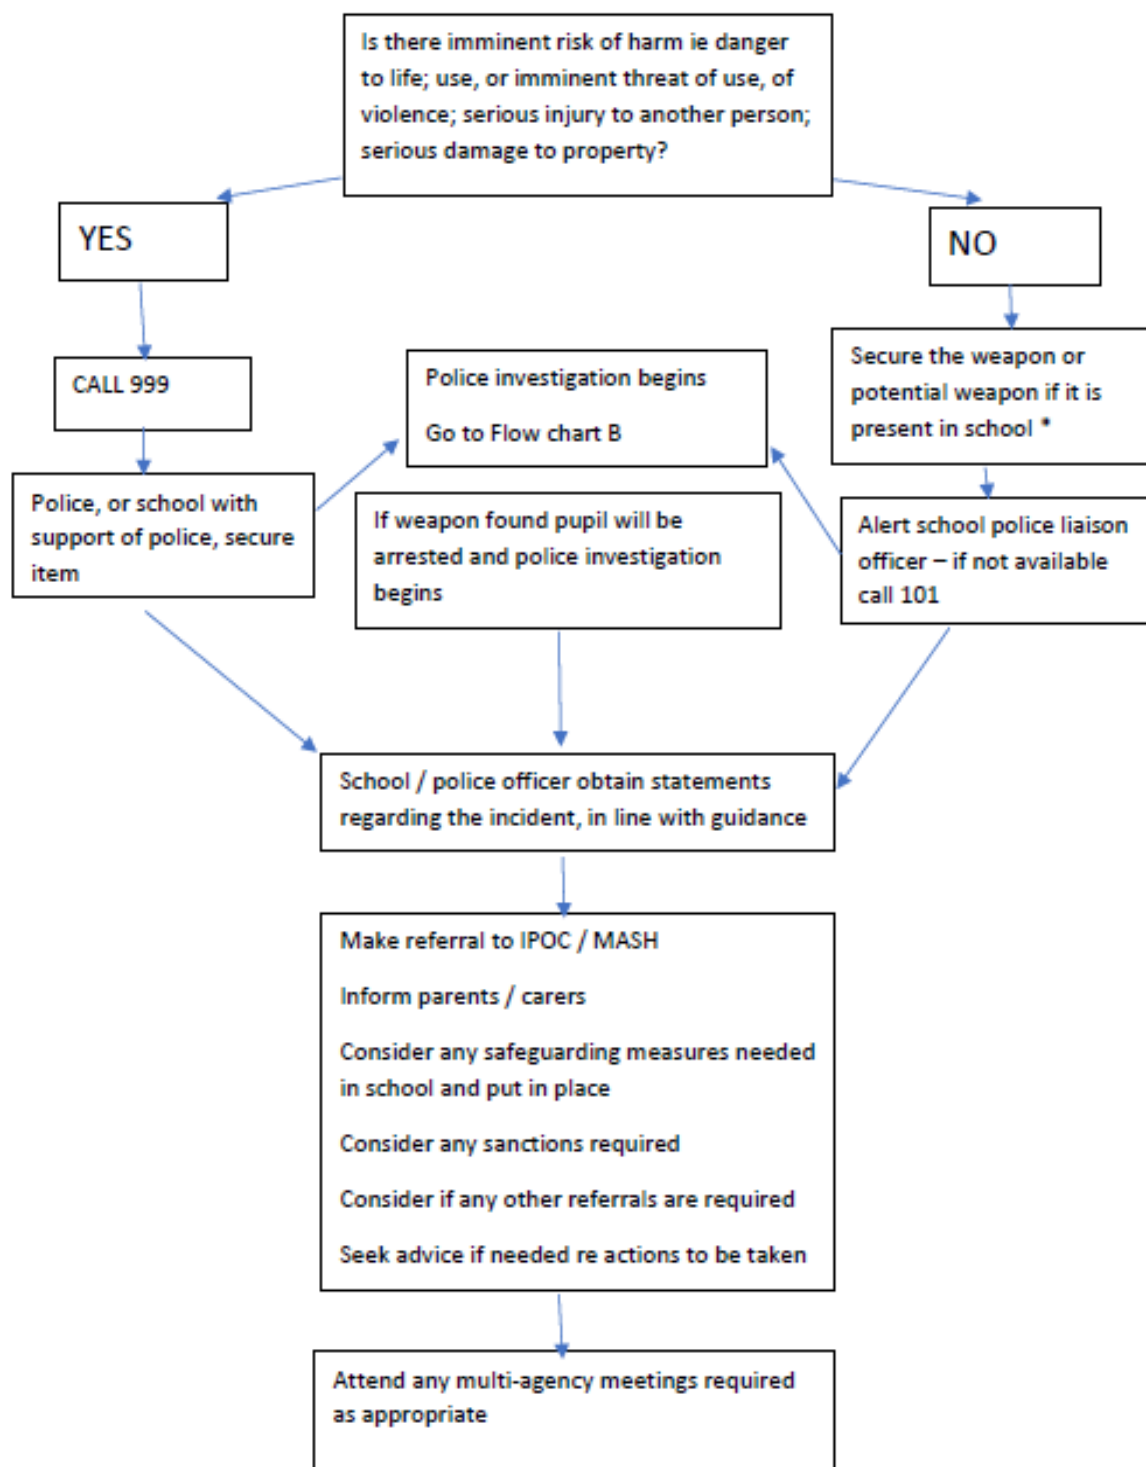 Is there imminent risk of harm ie danger
to life; use, or imminent threat of use, of
violence; serious injury to another person;
serious damage to property?
YES
NO
CALL 999
Police investigation begins
Go to Flow chart B
Secure the weapon or
potential weapon if it is
present in school *
Police, or school with
support of police, secure
item
If weapon found pupil will be
arrested and police investigation
begins
Alert school police liaison
officer – if not available
call 101
School / police officer obtain statements
regarding the incident, in line with guidance
Make referral to IPOC / MASH
Inform parents / carers
Consider any safeguarding measures needed
in school and put in place
Consider any sanctions required
Consider if any other referrals are required
Seek advice if needed re actions to be taken
Attend any multi-agency meetings required
as appropriate